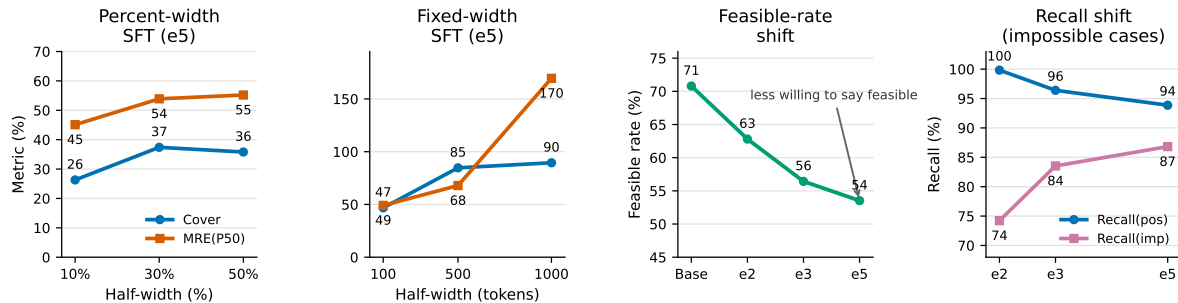 Percent-width
SFT (e5)
Metric (%)
70
60
50
40
30
20
10
0
45
54
55
26
37
36
Cover
MRE(P50)
10%
30%
50%
Half-width (%)
Fixed-width
SFT (e5)
150
100
50
0
47
49
85
68
170
90
100
500
1000
Half-width (tokens)
Feasible-rate
shift
Feasible rate (%)
75
70
65
60
55
50
45
71
63
56
54
less willing to say feasible
Base
e2
e3
e5
Recall shift
(impossible cases)
Recall (%)
100
95
90
85
80
75
70
100
96
94
74
84
87
Recall(pos)
Recall(imp)
e2
e3
e5